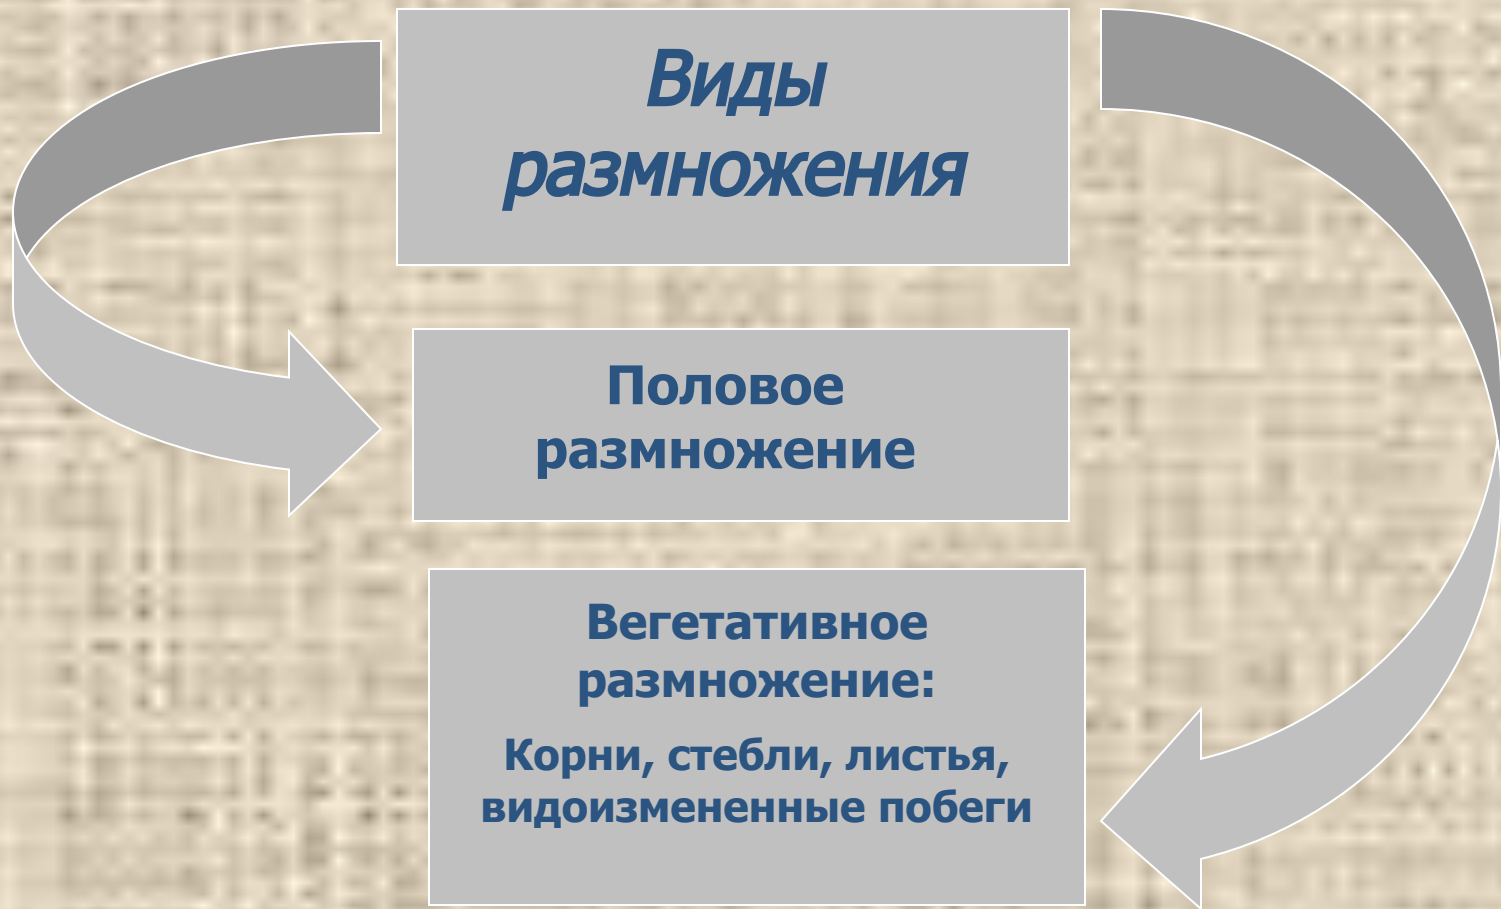 Виды
размножения
Половое
размножение
Вегетативное
размножение:
Корни, стебли, листья,
видоизмененные побеги